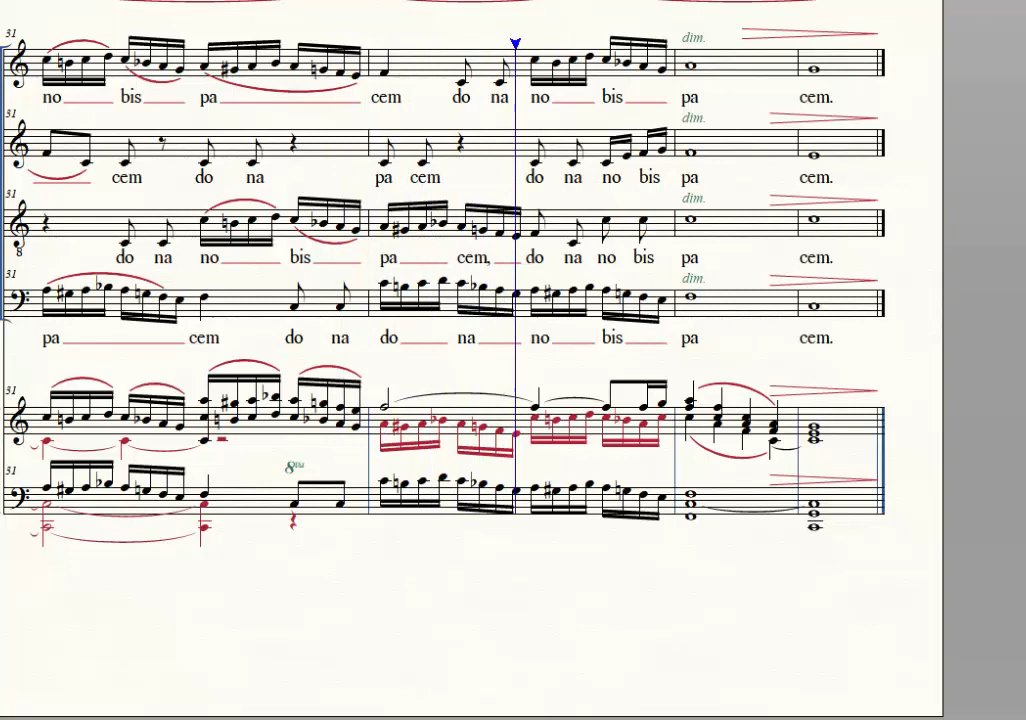 31
dim.
no bis pa cem do na no bis pa cem.
31
dim.
cem do na pa cem do na no bis pa cem.
31
dim.
8
do na no bis pa cem, do na no bis pa cem.
31
dim.
pa cem do na do na no bis pa cem.
31
31
8va